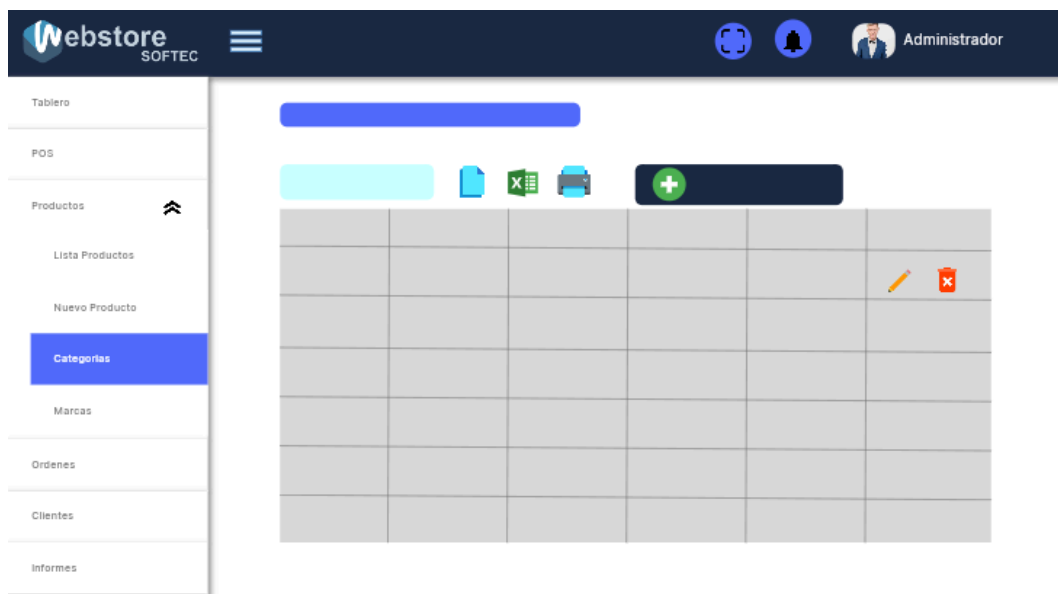 Webstore
SOFTEC
Administrador
Tablero
POS
Productos
Lista Productos
Nuevo Producto
Categorias
Marcas
Ordenes
Clientes
Informes